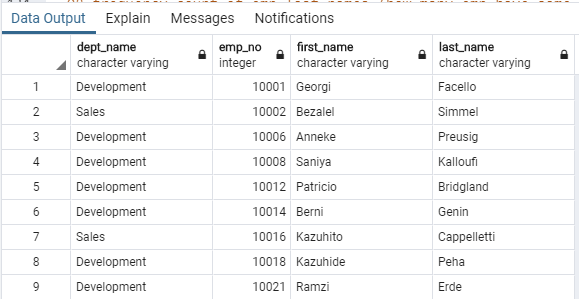 Data Output Explain Messages Notifications
dept_name emp_no first_name last_name
character varying integer character varying character varying
1 Development 10001 Georgi Facello
2 Sales 10002 Bezalel Simmel
3 Development 10006 Anneke Preusig
4 Development 10008 Saniya Kalloufi
5 Development 10012 Patricio Bridgland
6 Development 10014 Berni Genin
7 Sales 10016 Kazuhito Cappelletti
8 Development 10018 Kazuhide Peha
9 Development 10021 Ramzi Erde